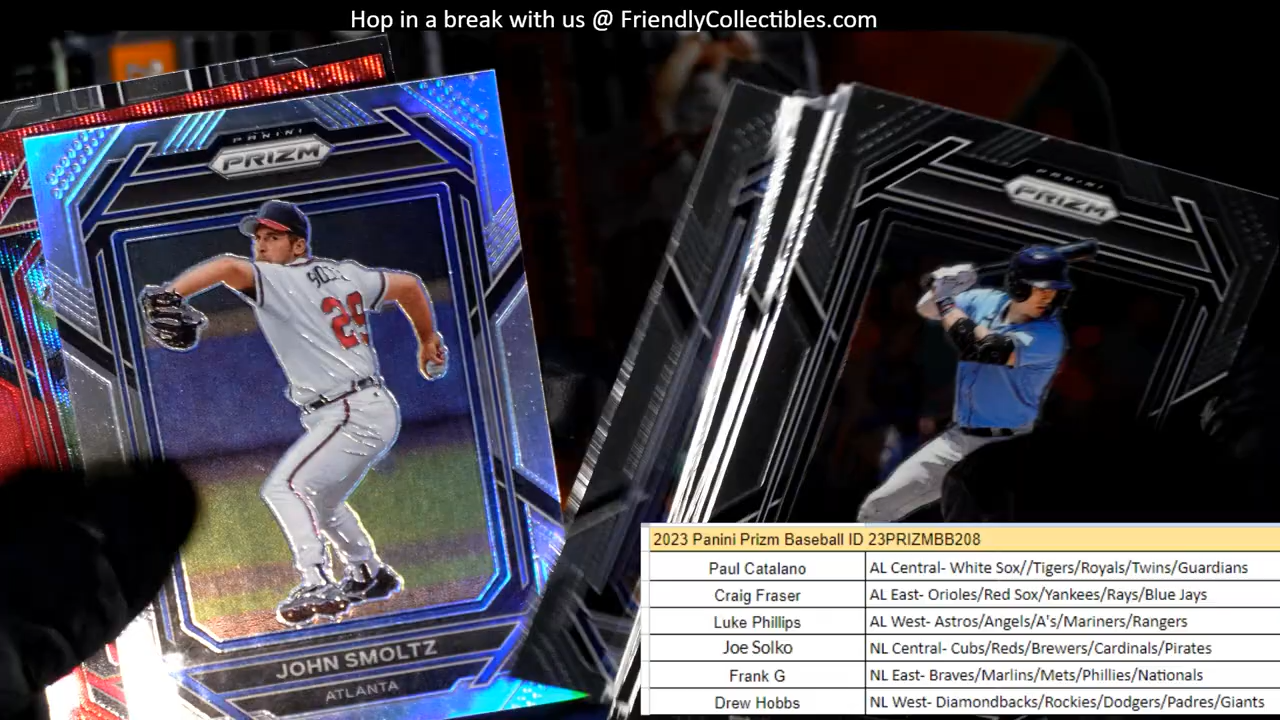 Hop in a break with us @ FriendlyCollectibles.com
PANINI
PRIZM
29
JOHN SMOLTZ
ATLANTA
PANINI
PRIZM
2023 Panini Prizm Baseball ID 23PRIZMBB208
Paul Catalano AL Central- White Sox//Tigers/Royals/Twins/Guardians
Craig Fraser AL East- Orioles/Red Sox/Yankees/Rays/Blue Jays
Luke Phillips AL West- Astros/Angels/A's/Mariners/Rangers
Joe Solko NL Central- Cubs/Reds/Brewers/Cardinals/Pirates
Frank G NL East- Braves/Marlins/Mets/Phillies/Nationals
Drew Hobbs NL West- Diamondbacks/Rockies/Dodgers/Padres/Giants